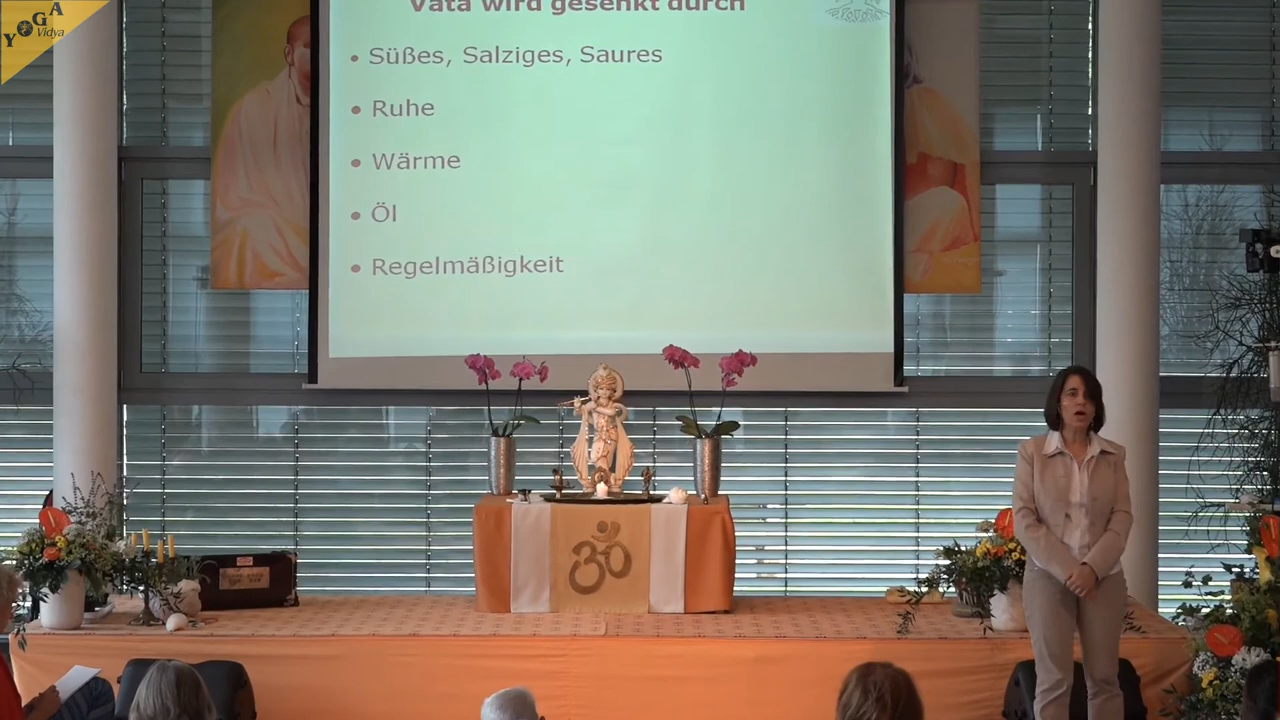 YOGA
Vidya
Vata wird gesenkt durch
• Süßes, Salziges, Saures
• Ruhe
• Wärme
• Öl
• Regelmäßigkeit
ॐ